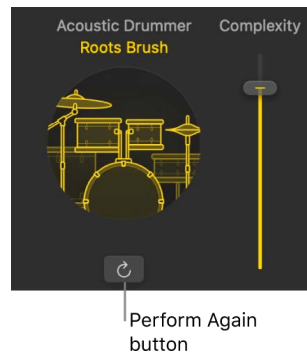 Acoustic Drummer
Roots Brush
Complexity
Perform Again
button